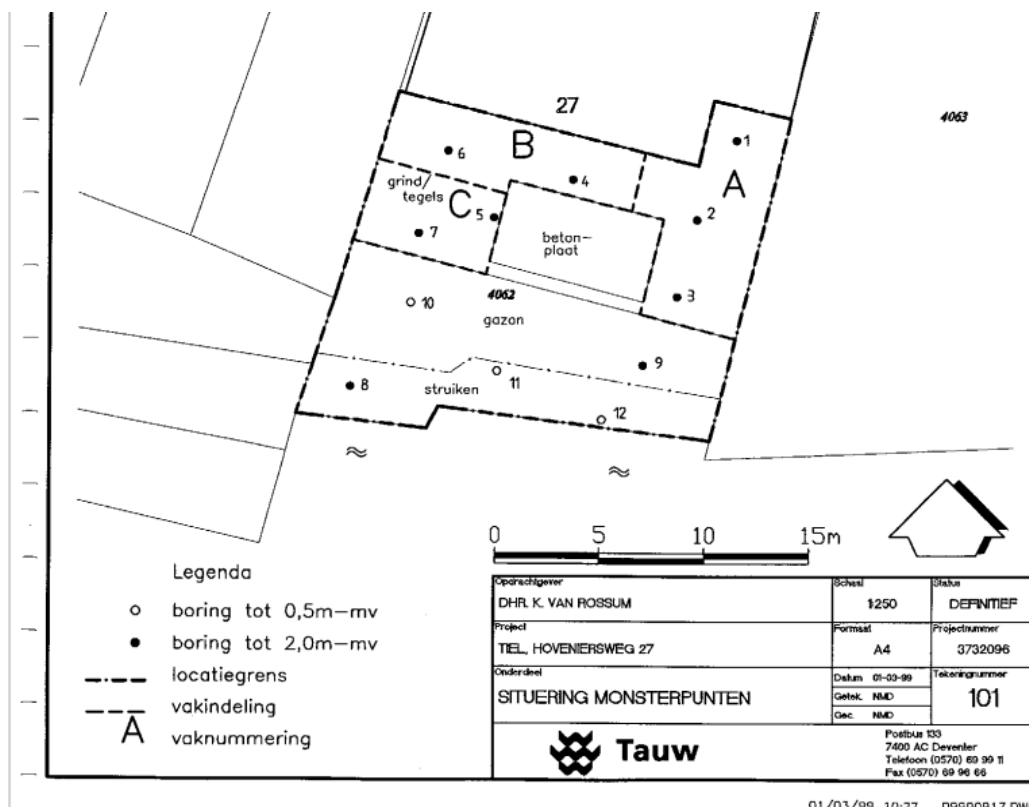 27
4063
1
B
6
4
A
grind/
tegels
C
5
2
7
beton-
plaat
3
4062
10
gazon
9
11
8
struiken
12
0 5 10 15m
Legenda
boring tot 0,5m-mv
boring tot 2,0m-mv
locatiegrens
vakindeling
A vaknummering
Opdrachtgever
DHR. K. VAN ROSSUM
Schaal
1:250
Status
DEFINITIEF
Project
TIEL, HOVENIERSWEG 27
Formaat
A4
Projectnummer
3732096
Onderdeel
SITUERING MONSTERPUNTEN
Datum 01-03-99
Getek. NMD
Gec. NMD
Tekeningnummer
101
Tauw
Postbus 133
7400 AC Deventer
Telefoon (0570) 69 99 11
Fax (0570) 69 96 66
01/03/99 10:27